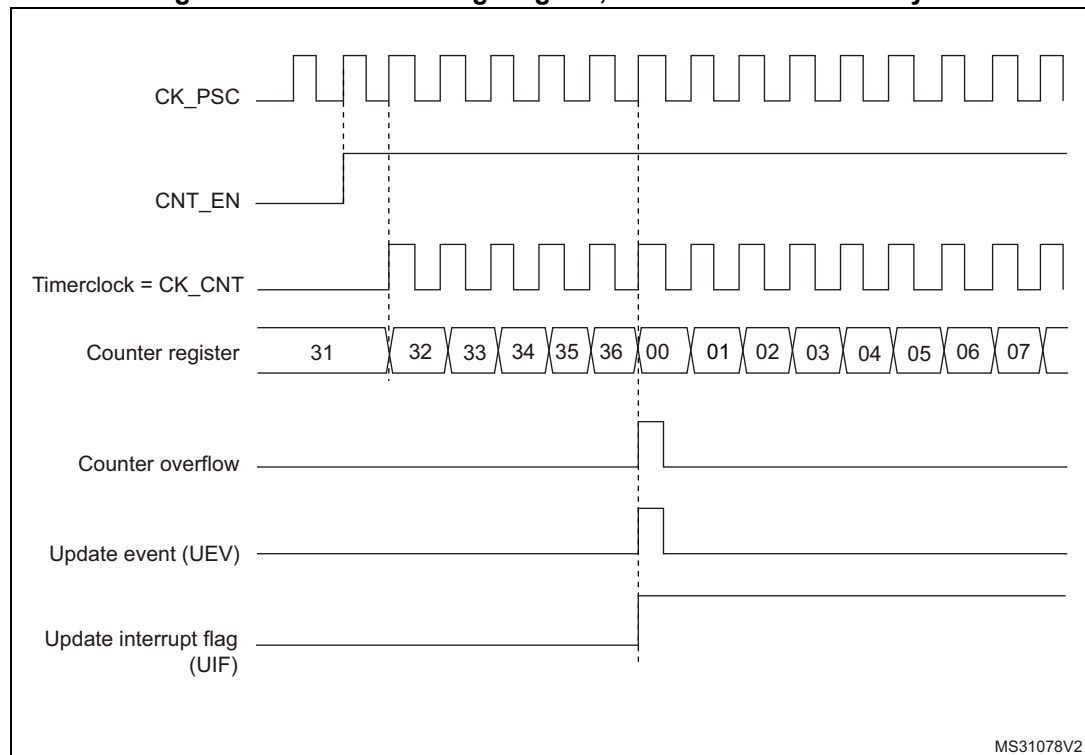 CK_PSC
CNT_EN
Timerclock = CK_CNT
Counter register 31 32 33 34 35 36 00 01 02 03 04 05 06 07
Counter overflow
Update event (UEV)
Update interrupt flag
(UIF)
MS31078V2